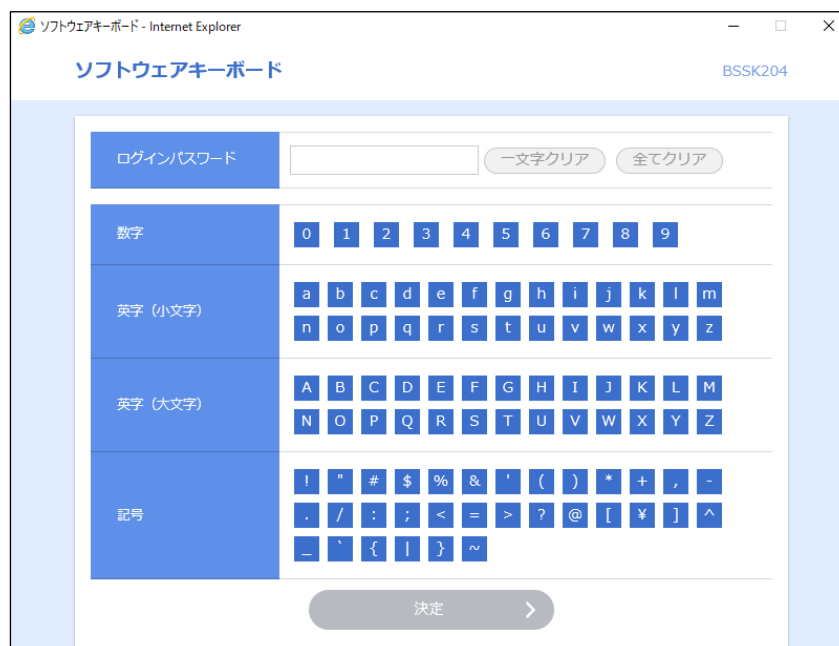 ソフトウェアキーボード - Internet Explorer
ソフトウェアキーボード BSSK204
ログインパスワード 一文字クリア 全てクリア
数字 0 1 2 3 4 5 6 7 8 9
a b c d e f g h i j k l m
英字（小文字）
n o p q r s t u v w x y z
A B C D E F G H I J K L M
英字（大文字）
N O P Q R S T U V W X Y Z
! " # $ % & ' ( ) * + , -
記号 . / : ; < = > ? @ [ ¥ ] ^
_ ` { | } ~
決定